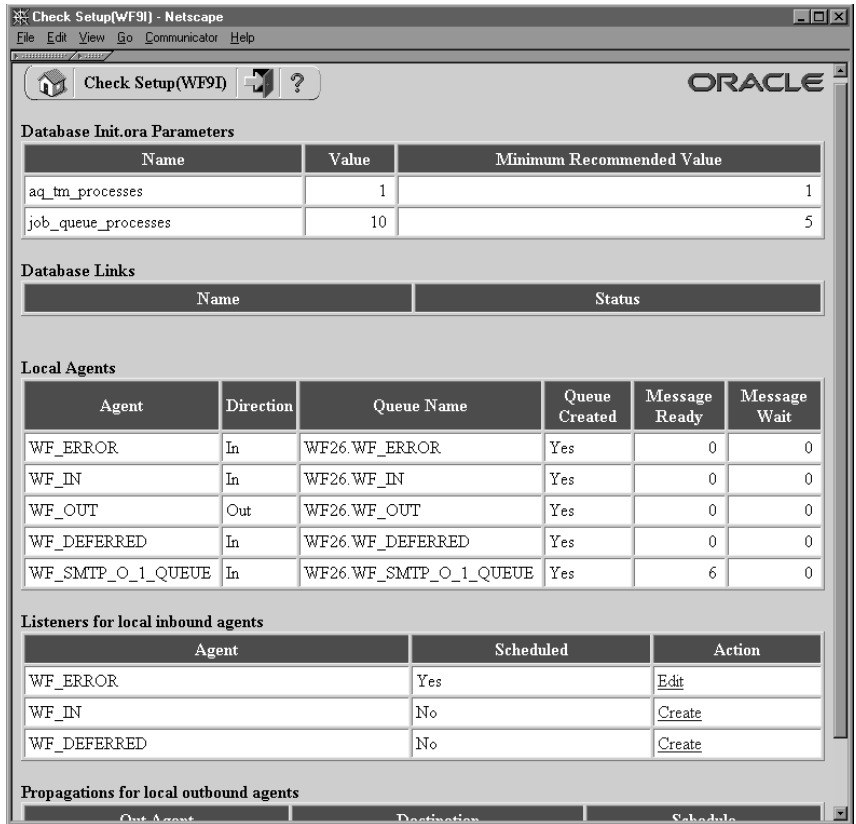 Check Setup(WF9I) - Netscape
File Edit View Go Communicator Help
Check Setup(WF9I) ?
ORACLE
Database Init.ora Parameters
Name Value Minimum Recommended Value
aq_tm_processes 1 1
job_queue_processes 10 5
Database Links
Name Status
Local Agents
Agent Direction Queue Name Queue Created Message Ready Message Wait
WF_ERROR In WF26.WF_ERROR Yes 0 0
WF_IN In WF26.WF_IN Yes 0 0
WF_OUT Out WF26.WF_OUT Yes 0 0
WF_DEFERRED In WF26.WF_DEFERRED Yes 0 0
WF_SMTP_O_1_QUEUE In WF26.WF_SMTP_O_1_QUEUE Yes 6 0
Listeners for local inbound agents
Agent Scheduled Action
WF_ERROR Yes Edit
WF_IN No Create
WF_DEFERRED No Create
Propagations for local outbound agents
Out Agent Destination Schedule